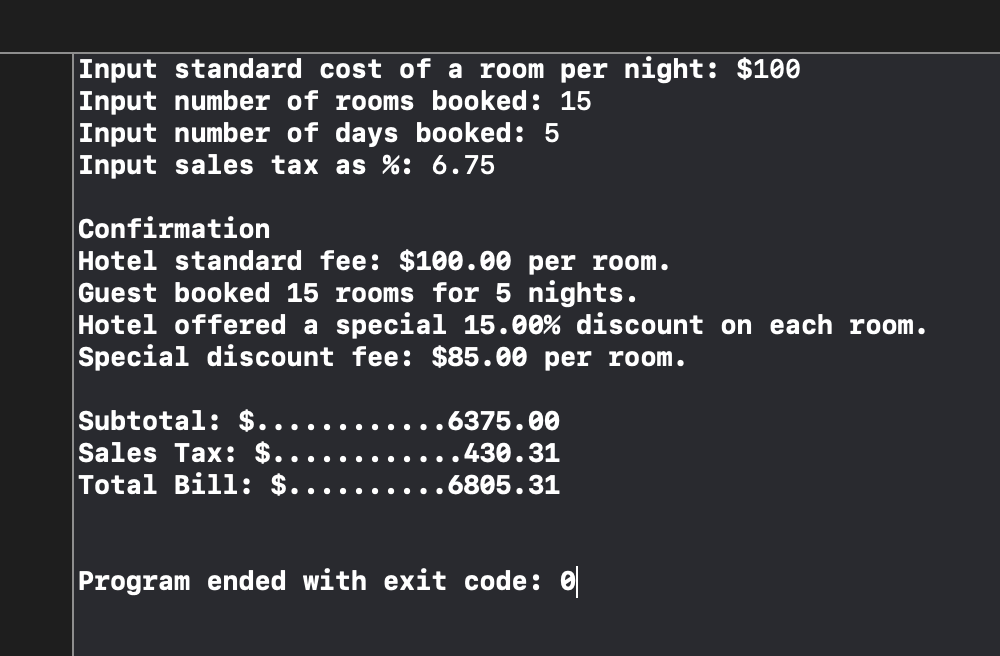 Input standard cost of a room per night: $100
Input number of rooms booked: 15
Input number of days booked: 5
Input sales tax as %: 6.75
Confirmation
Hotel standard fee: $100.00 per room.
Guest booked 15 rooms for 5 nights.
Hotel offered a special 15.00% discount on each room.
Special discount fee: $85.00 per room.
Subtotal: $............6375.00
Sales Tax: $............430.31
Total Bill: $..........6805.31
Program ended with exit code: 0